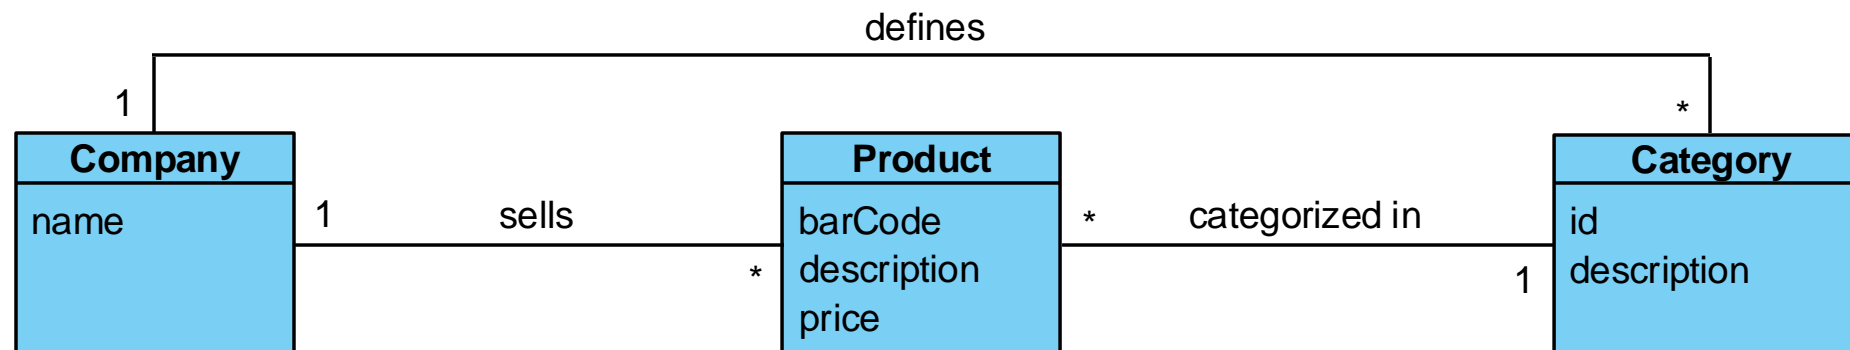 defines
1
*
Company
Product
Category
name
1
sells
*
barCode
description
price
*
categorized in
1
id
description